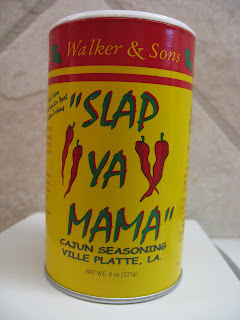 Walker & Sons
"SLAP
YA
MAMA"
CAJUN SEASONING
VILLE PLATTE, LA.
NET WT. 8 oz (227g)